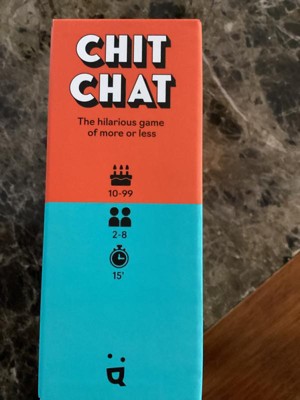 CHIT
CHAT
The hilarious game
of more or less
10-99
2-8
15'